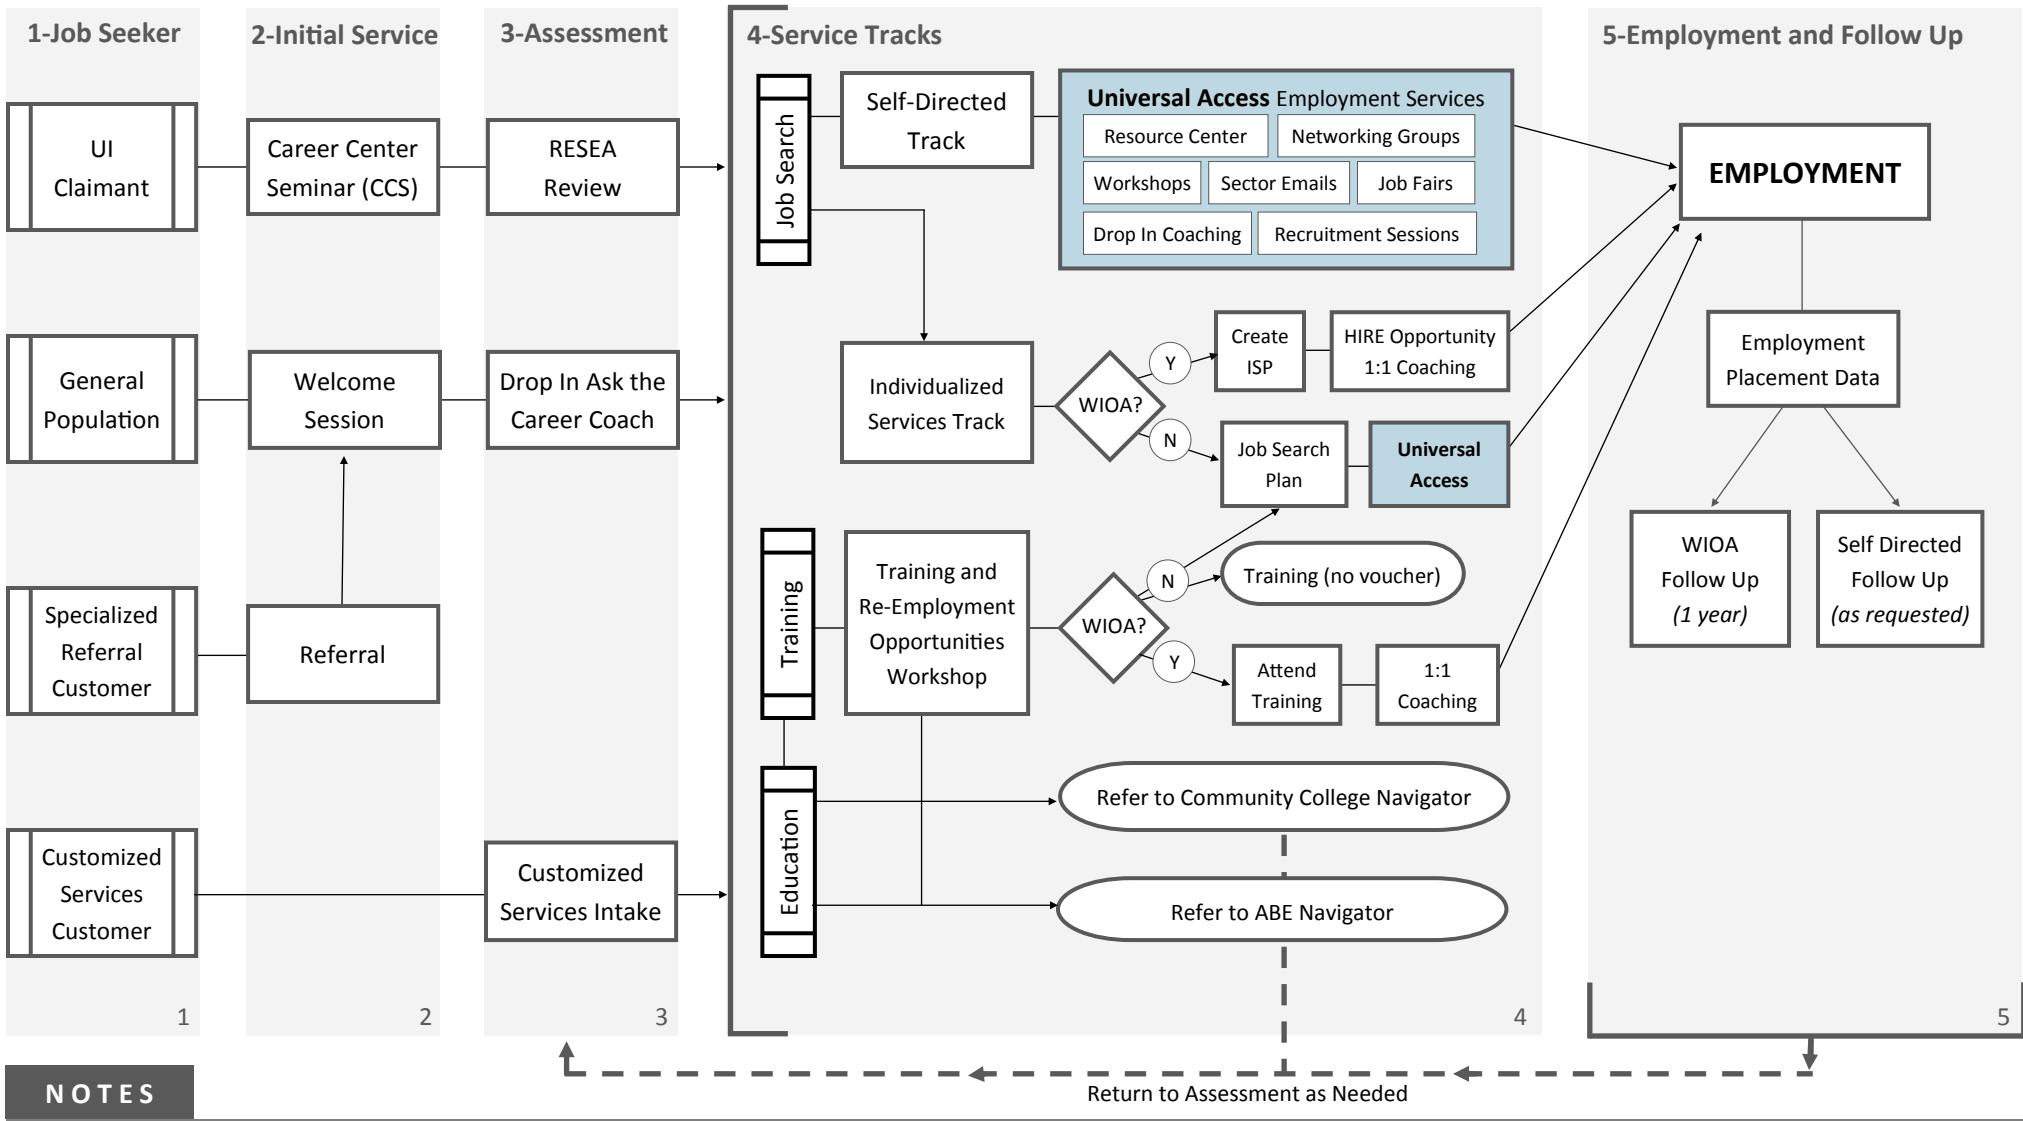 1-Job Seeker
2-Initial Service
3-Assessment
4-Service Tracks
5-Employment and Follow Up
UI
Claimant
Career Center
Seminar (CCS)
RESEA
Review
General
Population
Welcome
Session
Drop In Ask the
Career Coach
Specialized
Referral
Customer
Referral
Customized
Services
Customer
Customized
Services Intake
Job Search
Self-Directed
Track
Universal Access Employment Services
Resource Center
Networking Groups
Workshops
Sector Emails
Job Fairs
Drop In Coaching
Recruitment Sessions
Individualized
Services Track
WIOA?
Y
Create
ISP
HIRE Opportunity
1:1 Coaching
N
Job Search
Plan
Universal
Access
Training
Training and
Re-Employment
Opportunities
Workshop
WIOA?
N
Training (no voucher)
Y
Attend
Training
1:1
Coaching
Education
Refer to Community College Navigator
Refer to ABE Navigator
EMPLOYMENT
Employment
Placement Data
WIOA
Follow Up
(1 year)
Self Directed
Follow Up
(as requested)
1
2
3
4
5
Return to Assessment as Needed
NOTES